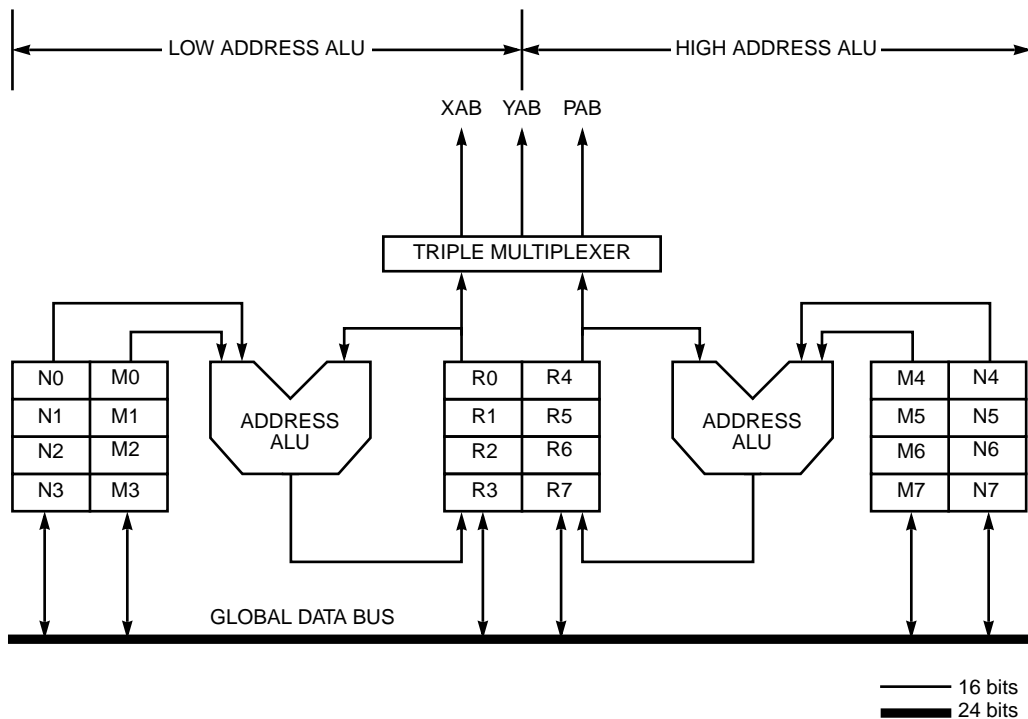 LOW ADDRESS ALU
HIGH ADDRESS ALU
XAB YAB PAB
TRIPLE MULTIPLEXER
N0 M0
N1 M1
N2 M2
N3 M3
ADDRESS
ALU
R0 R4
R1 R5
R2 R6
R3 R7
ADDRESS
ALU
M4 N4
M5 N5
M6 N6
M7 N7
GLOBAL DATA BUS
16 bits
24 bits